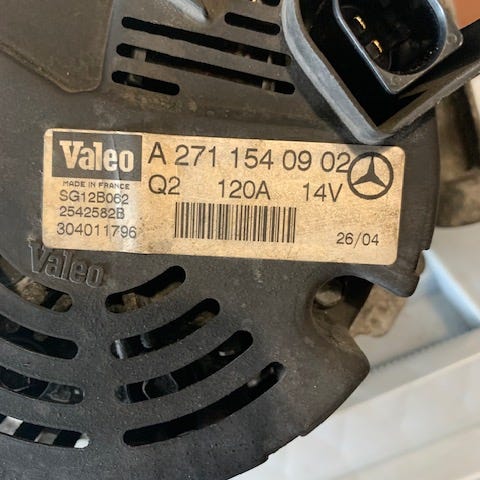 Valeo A 271 154 09 02
MADE IN FRANCE Q2 120A 14V
SG12B062
2542582B
304011796 26/04
Valeo